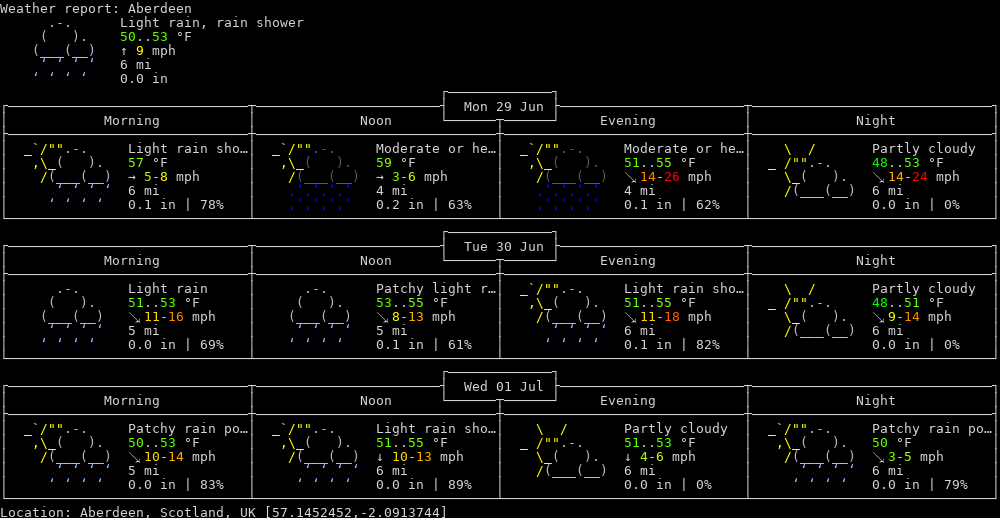 Weather report: Aberdeen
Light rain, rain shower
50..53 °F
↑ 9 mph
6 mi
0.0 in
Mon 29 Jun
Morning Noon Evening Night
Light rain sho… Moderate or he… Moderate or he… Partly cloudy
57 °F 59 °F 51..55 °F 48..53 °F
→ 5-8 mph → 3-6 mph ↘ 14-26 mph ↘ 14-24 mph
6 mi 4 mi 4 mi 6 mi
0.1 in | 78% 0.2 in | 63% 0.1 in | 62% 0.0 in | 0%
Tue 30 Jun
Morning Noon Evening Night
Light rain Patchy light r… Light rain sho… Partly cloudy
51..53 °F 53..55 °F 51..55 °F 48..51 °F
↘ 11-16 mph ↘ 8-13 mph ↘ 11-18 mph ↘ 9-14 mph
5 mi 5 mi 6 mi 6 mi
0.0 in | 69% 0.1 in | 61% 0.1 in | 82% 0.0 in | 0%
Wed 01 Jul
Morning Noon Evening Night
Patchy rain po… Light rain sho… Partly cloudy Patchy rain po…
50..53 °F 51..55 °F 51..53 °F 50 °F
↘ 10-14 mph ↓ 10-13 mph ↓ 4-6 mph ↘ 3-5 mph
5 mi 6 mi 6 mi 6 mi
0.0 in | 83% 0.0 in | 89% 0.0 in | 0% 0.0 in | 79%
Location: Aberdeen, Scotland, UK [57.1452452,-2.0913744]